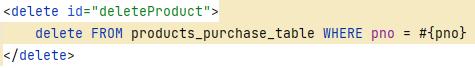 <delete id="deleteProduct">
    delete FROM products_purchase_table WHERE pno = #{pno}
</delete>